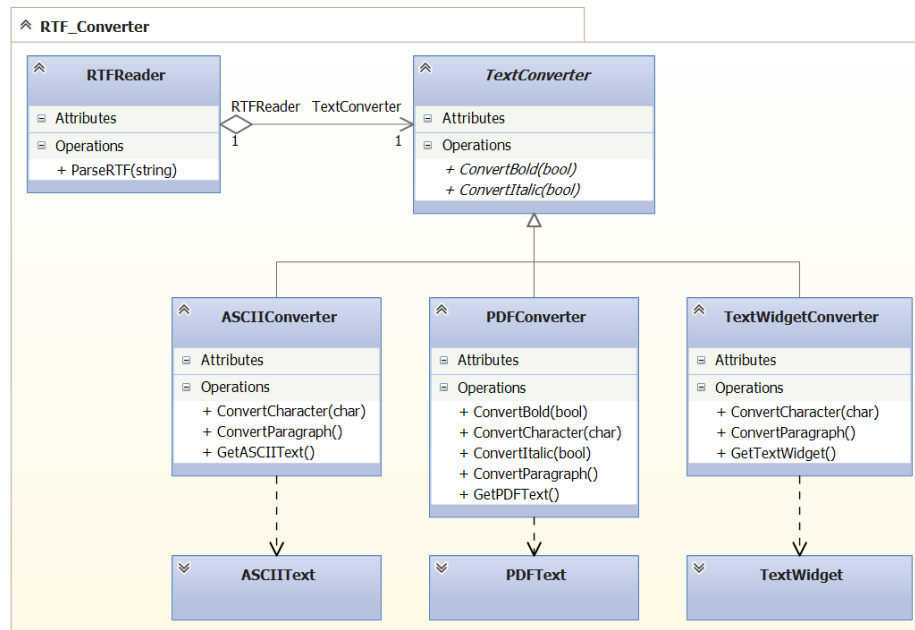 RTF_Converter
RTFReader
Attributes
Operations
+ ParseRTF(string)
RTFReader TextConverter
1 1
TextConverter
Attributes
Operations
+ ConvertBold(bool)
+ ConvertItalic(bool)
ASCIIConverter
Attributes
Operations
+ ConvertCharacter(char)
+ ConvertParagraph()
+ GetASCIIText()
PDFConverter
Attributes
Operations
+ ConvertBold(bool)
+ ConvertCharacter(char)
+ ConvertItalic(bool)
+ ConvertParagraph()
+ GetPDFText()
TextWidgetConverter
Attributes
Operations
+ ConvertCharacter(char)
+ ConvertParagraph()
+ GetTextWidget()
ASCIIText
PDFText
TextWidget